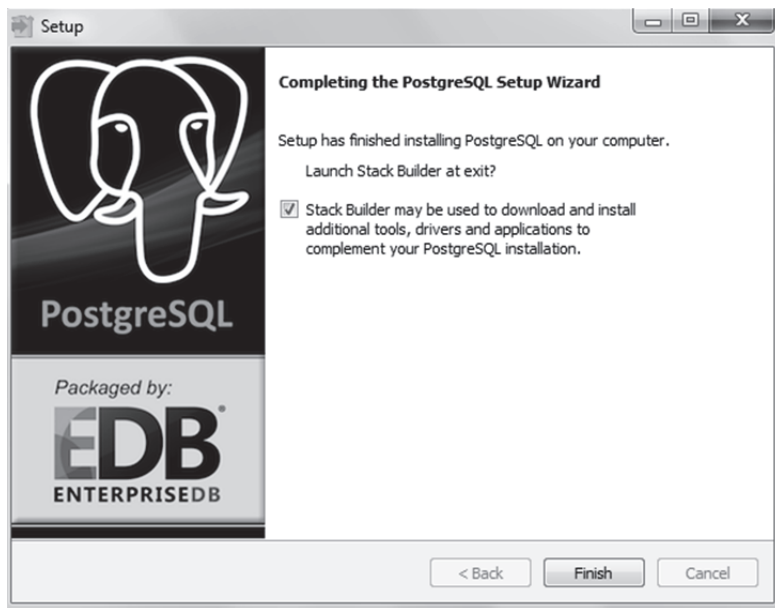 Setup
Completing the PostgreSQL Setup Wizard
Setup has finished installing PostgreSQL on your computer.
Launch Stack Builder at exit?
Stack Builder may be used to download and install
additional tools, drivers and applications to
complement your PostgreSQL installation.
PostgreSQL
Packaged by:
EDB®
ENTERPRISEDB
< Back
Finish
Cancel